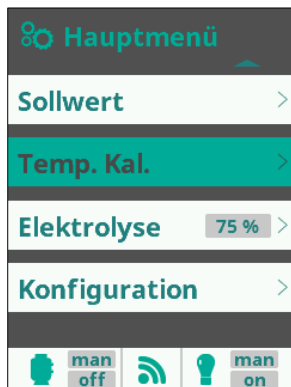 Hauptmenü
Sollwert
Temp. Kal.
Elektrolyse 75 %
Konfiguration
man man
off on